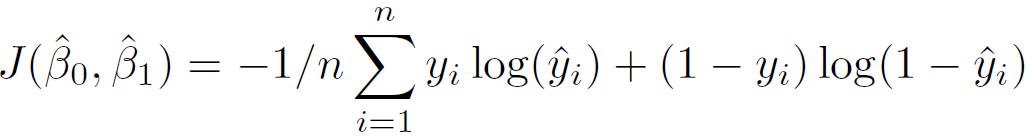 J(β̂₀, β̂₁) = −1/n ∑ᵢ₌₁ⁿ yᵢ log(ŷᵢ) + (1 − yᵢ) log(1 − ŷᵢ)